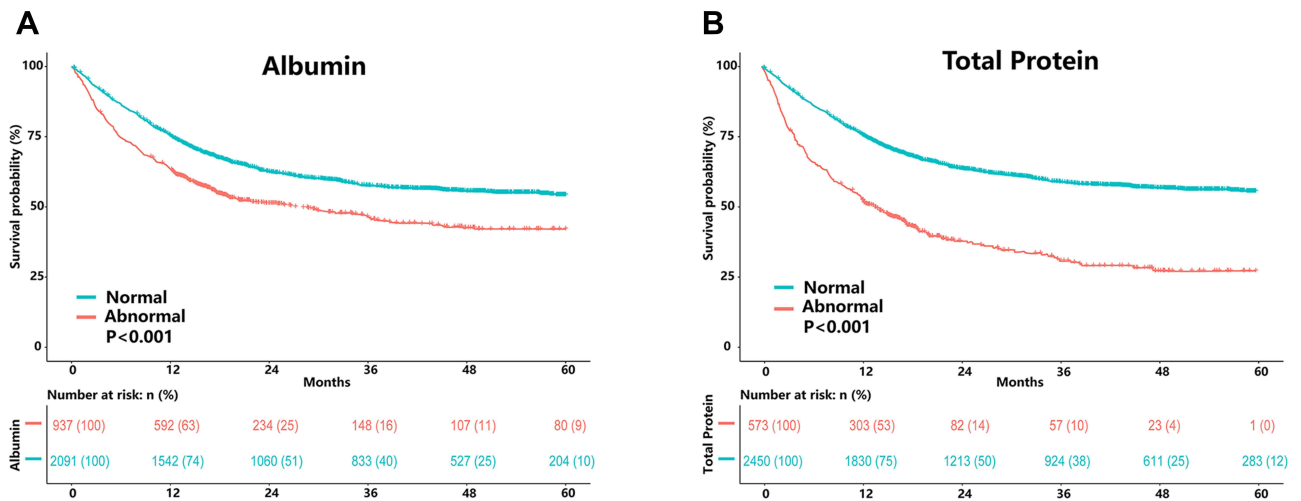 A
Albumin
Survival probability (%)
100
75
50
25
0
Normal
Abnormal
P<0.001
0 12 24 36 48 60
Months
Number at risk: n (%)
Albumin
937 (100) 592 (63) 234 (25) 148 (16) 107 (11) 80 (9)
2091 (100) 1542 (74) 1060 (51) 833 (40) 527 (25) 204 (10)
0 12 24 36 48 60
B
Total Protein
Survival probability (%)
100
75
50
25
0
Normal
Abnormal
P<0.001
0 12 24 36 48 60
Months
Number at risk: n (%)
Total Protein
573 (100) 303 (53) 82 (14) 57 (10) 23 (4) 1 (0)
2450 (100) 1830 (75) 1213 (50) 924 (38) 611 (25) 283 (12)
0 12 24 36 48 60